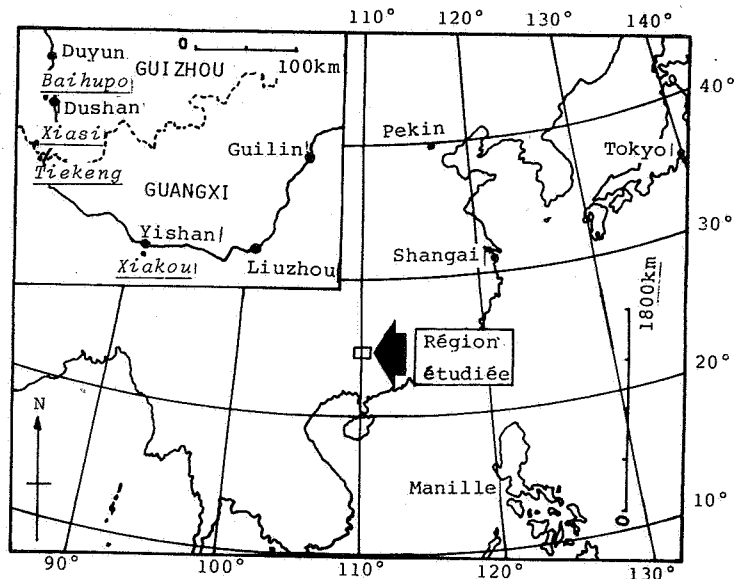 110° 120° 130° 140°
Duyun
0 100km
GUIZHOU
Baihupo
Dushan
Xiasi
Tiekeng
Guilin
GUANGXI
Yishan
Xiakou
Liuzhou
40°
Pekin
Tokyo
30°
Shangai
1800km
Région
étudiée
20°
N
Manille
0
10°
90° 100° 110° 120° 130°